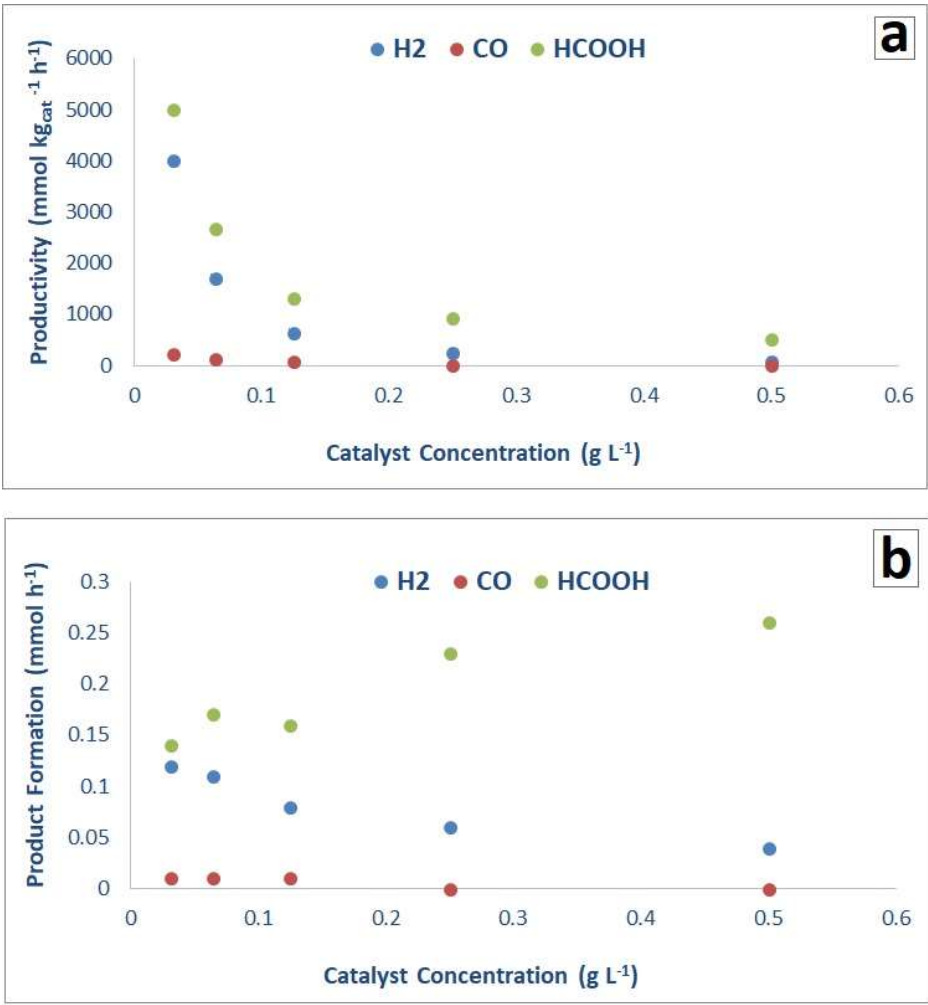 a
H2 CO HCOOH
Productivity (mmol kgcat -1 h-1)
6000
5000
4000
3000
2000
1000
0
0 0.1 0.2 0.3 0.4 0.5 0.6
Catalyst Concentration (g L-1)
b
H2 CO HCOOH
Product Formation (mmol h-1)
0.3
0.25
0.2
0.15
0.1
0.05
0
0 0.1 0.2 0.3 0.4 0.5 0.6
Catalyst Concentration (g L-1)